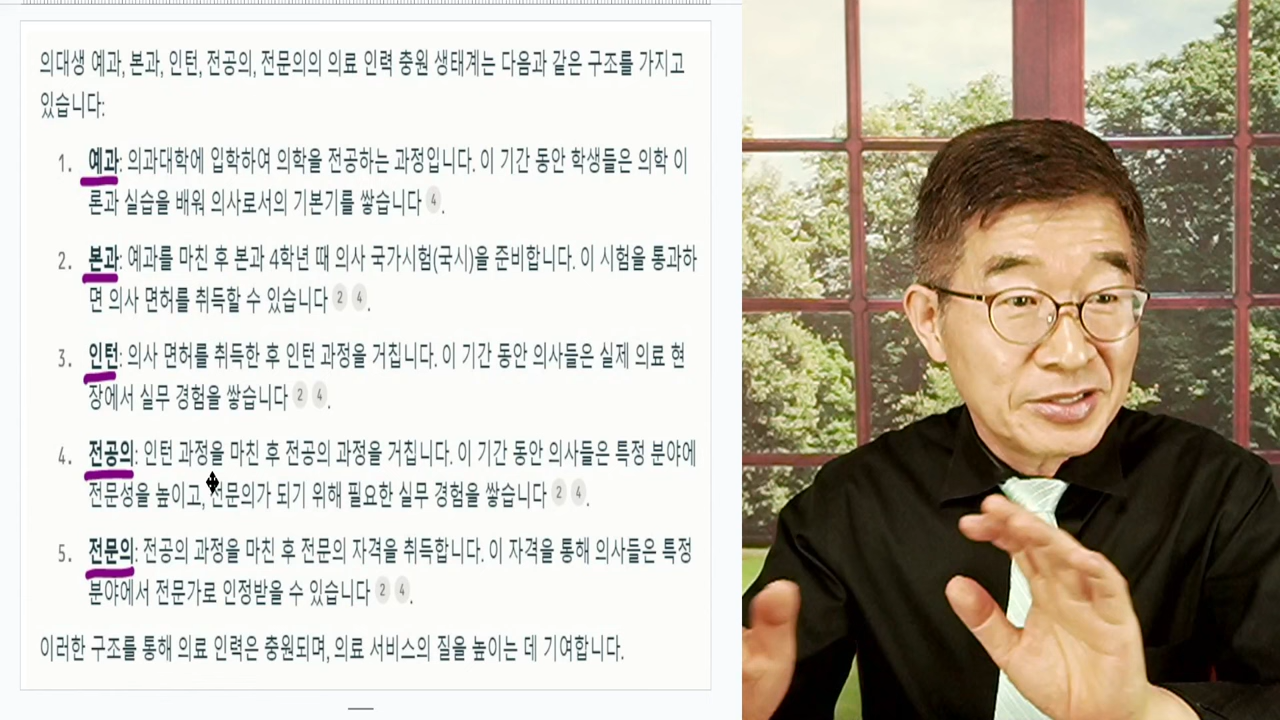 의대생 예과, 본과, 인턴, 전공의, 전문의의 의료 인력 충원 생태계는 다음과 같은 구조를 가지고
있습니다:
1. 예과: 의과대학에 입학하여 의학을 전공하는 과정입니다. 이 기간 동안 학생들은 의학 이
론과 실습을 배워 의사로서의 기본기를 쌓습니다 4.
2. 본과: 예과를 마친 후 본과 4학년 때 의사 국가시험(국시)을 준비합니다. 이 시험을 통과하
면 의사 면허를 취득할 수 있습니다 2 4.
3. 인턴: 의사 면허를 취득한 후 인턴 과정을 거칩니다. 이 기간 동안 의사들은 실제 의료 현
장에서 실무 경험을 쌓습니다 2 4.
4. 전공의: 인턴 과정을 마친 후 전공의 과정을 거칩니다. 이 기간 동안 의사들은 특정 분야에
전문성을 높이고, 전문의가 되기 위해 필요한 실무 경험을 쌓습니다 2 4.
5. 전문의: 전공의 과정을 마친 후 전문의 자격을 취득합니다. 이 자격을 통해 의사들은 특정
분야에서 전문가로 인정받을 수 있습니다 2 4.
이러한 구조를 통해 의료 인력은 충원되며, 의료 서비스의 질을 높이는 데 기여합니다.